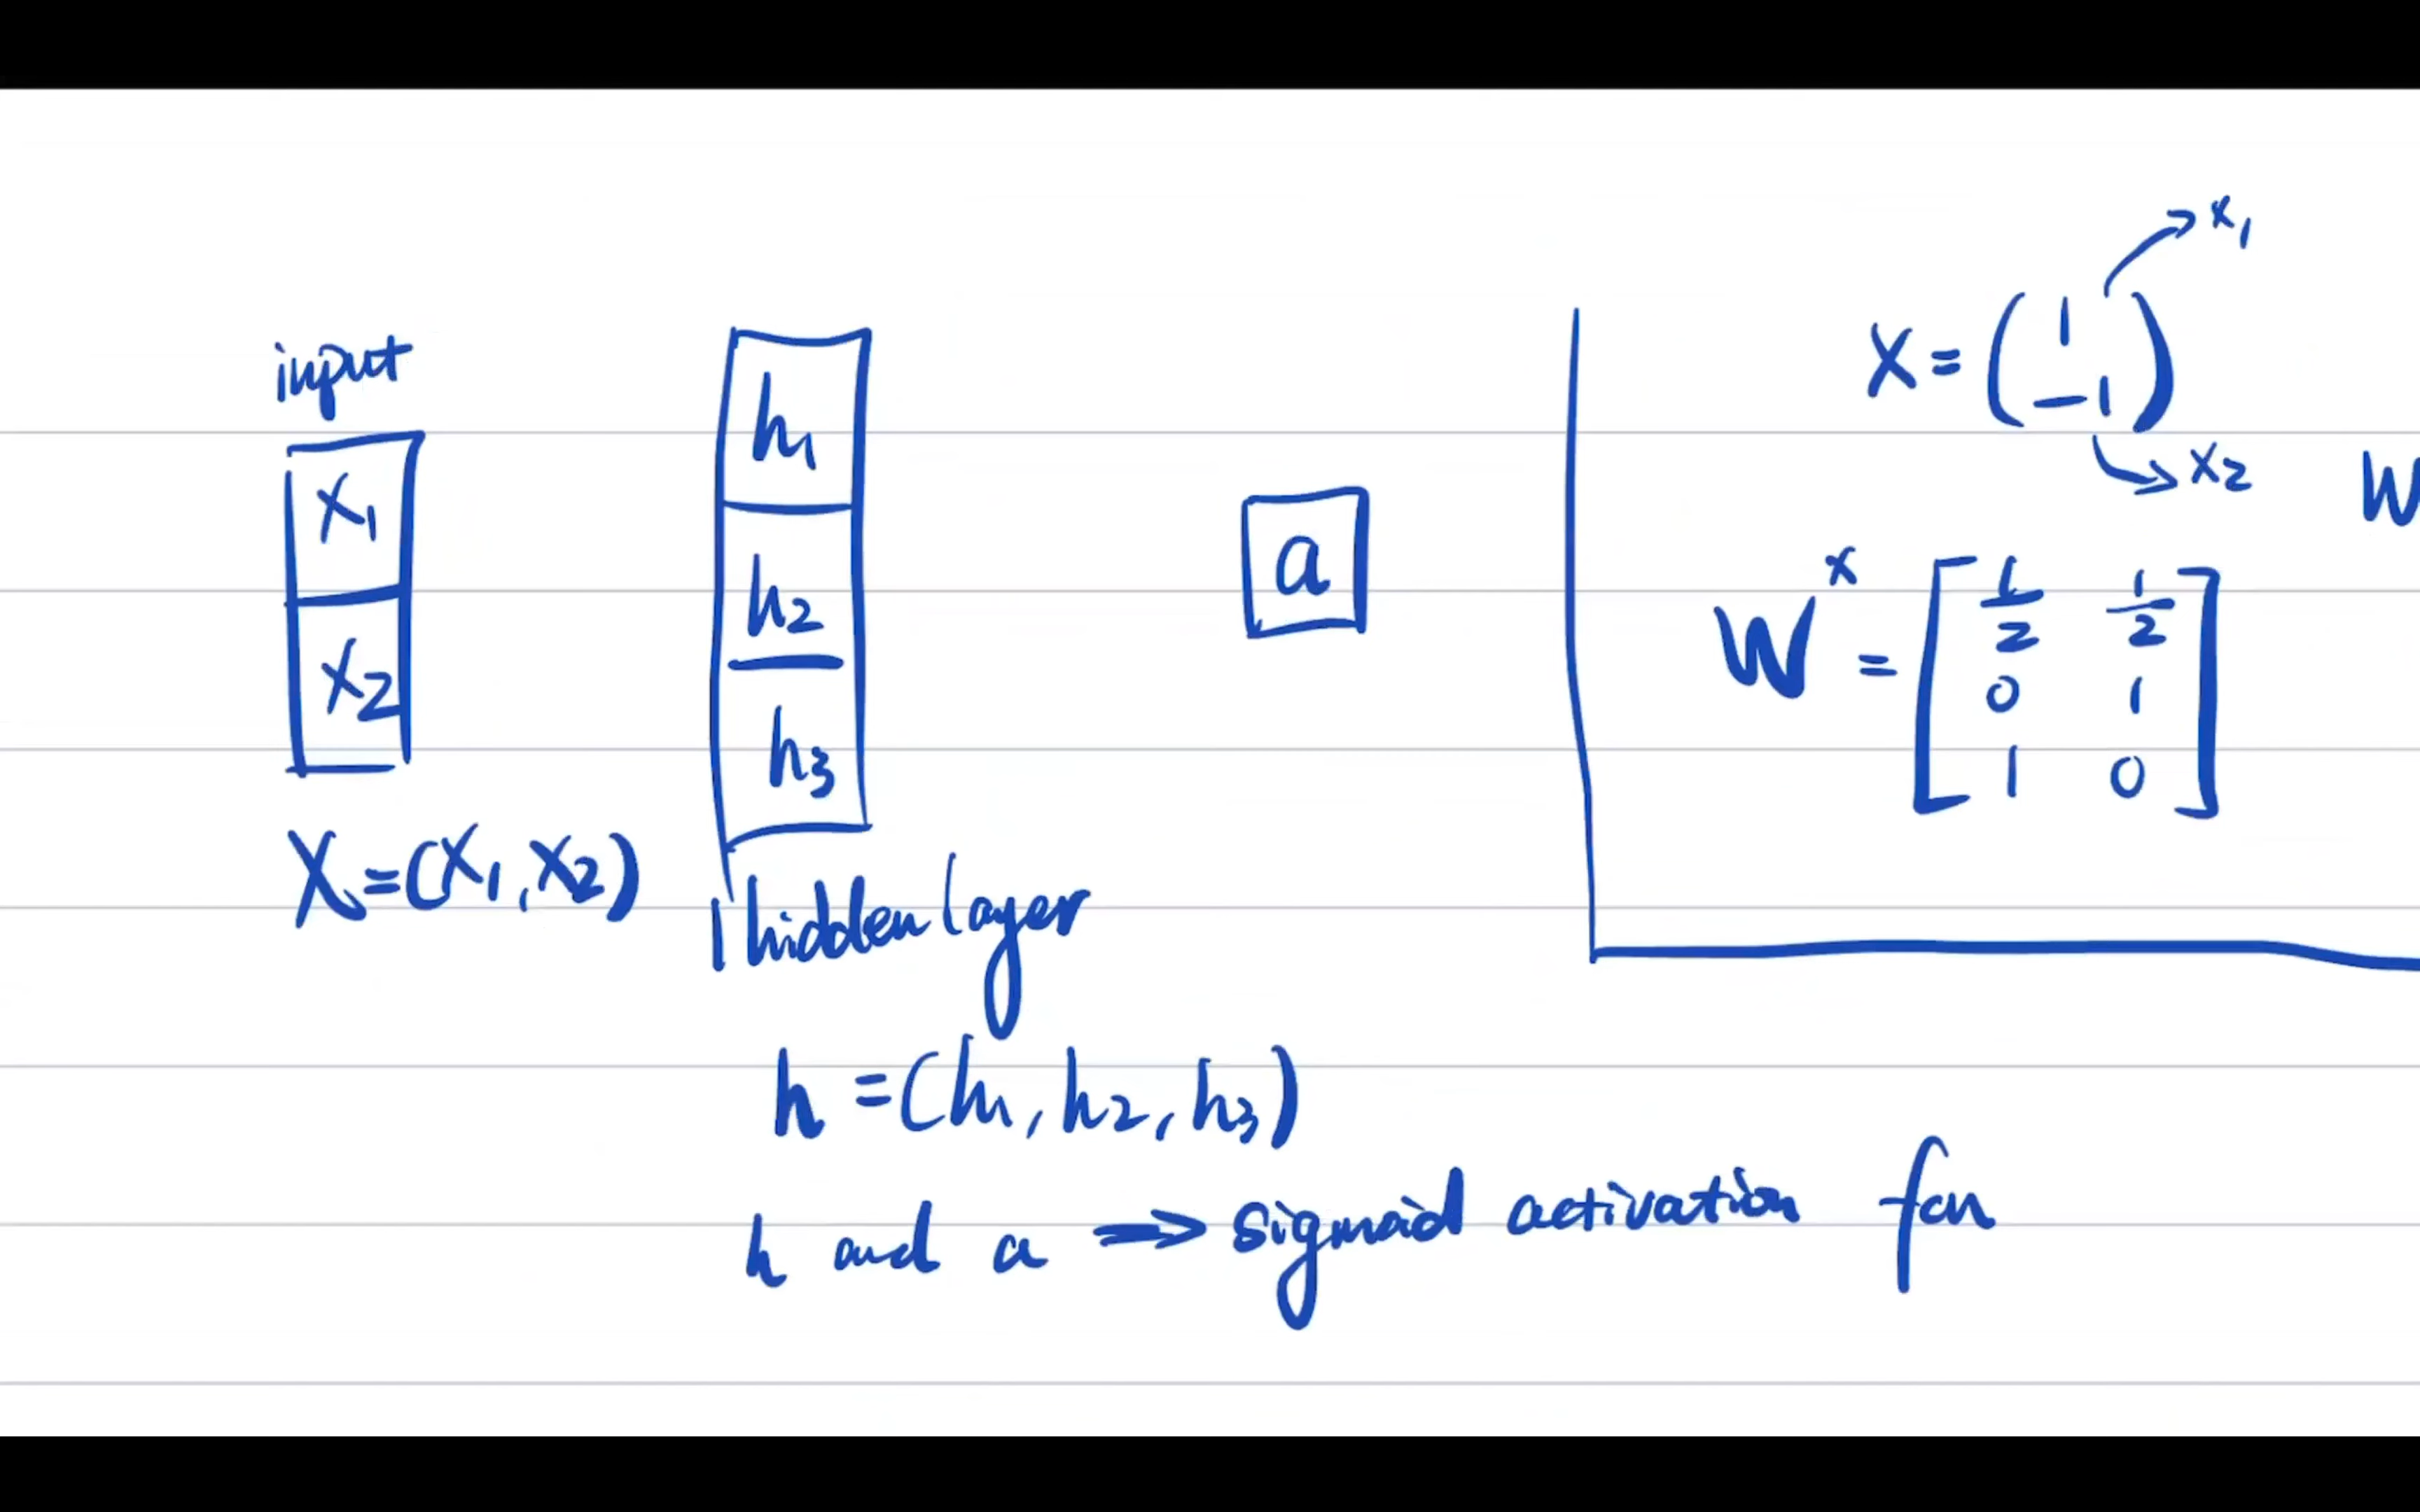 input
x1
x2
X=(x1,x2)
h1
h2
h3
1 hidden layer
h=(h1,h2,h3)
h and a ⇒ sigmoid activation fcn
a
X=(1
-1)
→x1
→x2
W
W^x = [1/2 1/2
0 1
1 0]